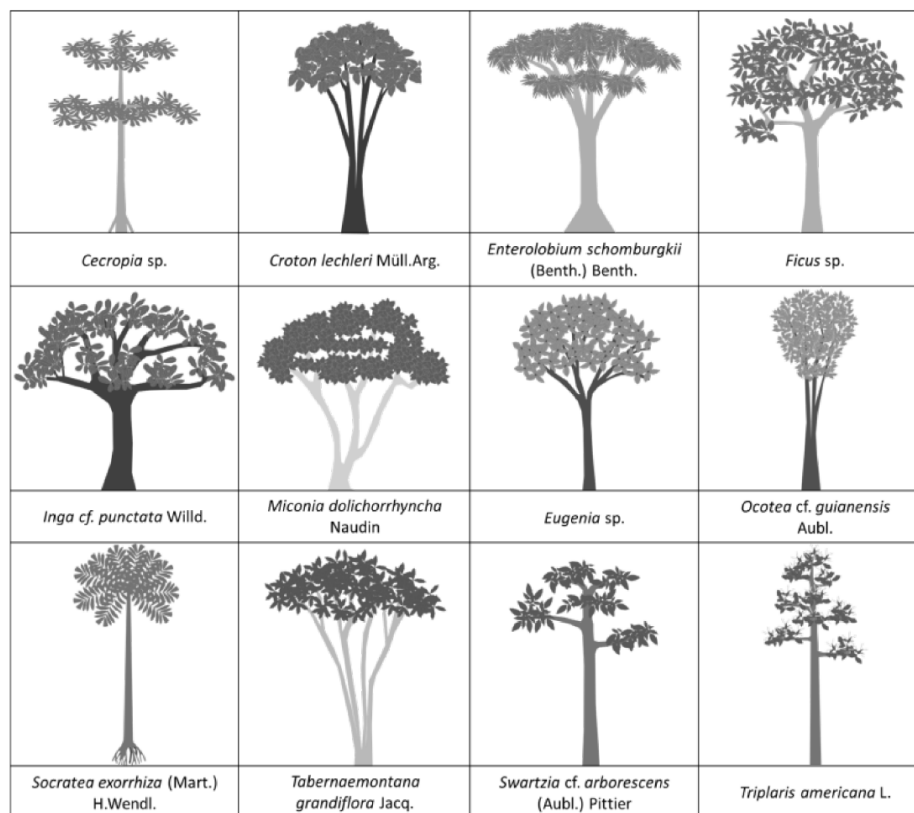 Cecropia sp.
Croton lechleri Müll.Arg.
Enterolobium schomburgkii
(Benth.) Benth.
Ficus sp.
Inga cf. punctata Willd.
Miconia dolichorrhyncha
Naudin
Eugenia sp.
Ocotea cf. guianensis
Aubl.
Socratea exorrhiza (Mart.)
H.Wendl.
Tabernaemontana
grandiflora Jacq.
Swartzia cf. arborescens
(Aubl.) Pittier
Triplaris americana L.